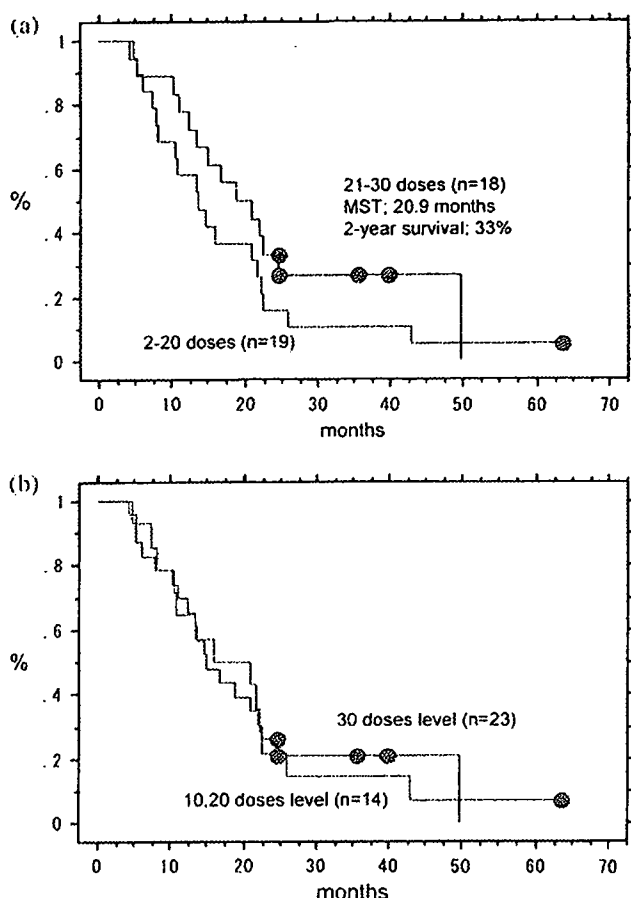 (a)
1
. 8
. 6
%
. 4
. 2
0
21-30 doses (n=18)
MST; 20.9 months
2-year survival; 33%
2-20 doses (n=19)
0 10 20 30 40 50 60 70
months
(b)
1
. 8
. 6
%
. 4
. 2
0
30 doses level (n=23)
10,20 doses level (n=14)
0 10 20 30 40 50 60 70
months